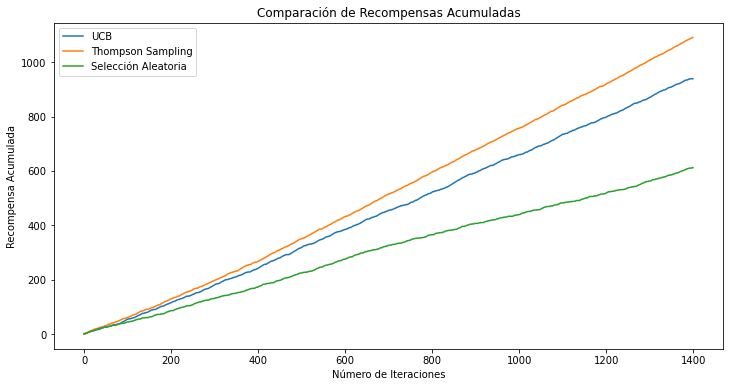 Comparación de Recompensas Acumuladas
UCB
Thompson Sampling
Selección Aleatoria
Recompensa Acumulada
1000
800
600
400
200
0
0 200 400 600 800 1000 1200 1400
Número de Iteraciones